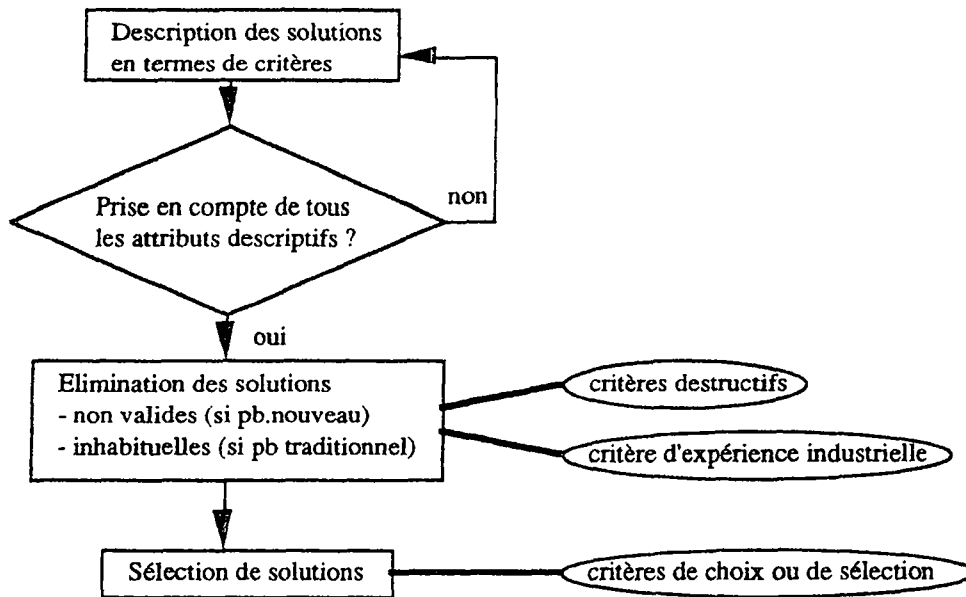 Description des solutions
en termes de critères
Prise en compte de tous
les attributs descriptifs ?
non
oui
Elimination des solutions
- non valides (si pb.nouveau)
- inhabituelles (si pb traditionnel)
critères destructifs
critère d'expérience industrielle
Sélection de solutions
critères de choix ou de sélection